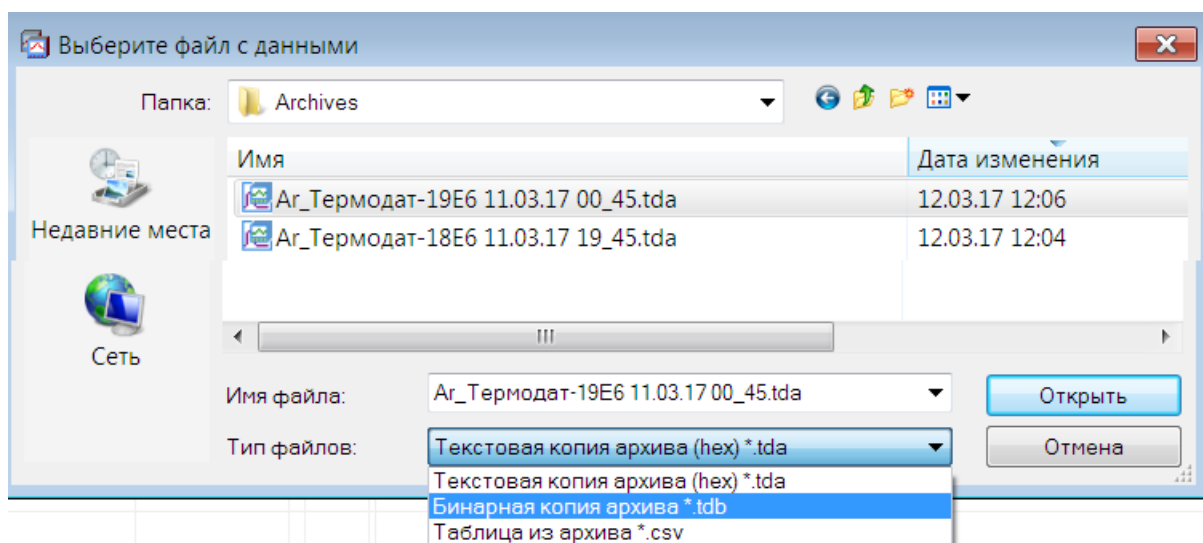 Выберите файл с данными
Папка: Archives
Имя Дата изменения
Ar_Термодат-19E6 11.03.17 00_45.tda 12.03.17 12:06
Ar_Термодат-18E6 11.03.17 19_45.tda 12.03.17 12:04
Недавние места
Сеть
Имя файла: Ar_Термодат-19E6 11.03.17 00_45.tda Открыть
Тип файлов: Текстовая копия архива (hex) *.tda Отмена
Текстовая копия архива (hex) *.tda
Бинарная копия архива *.tdb
Таблица из архива *.csv